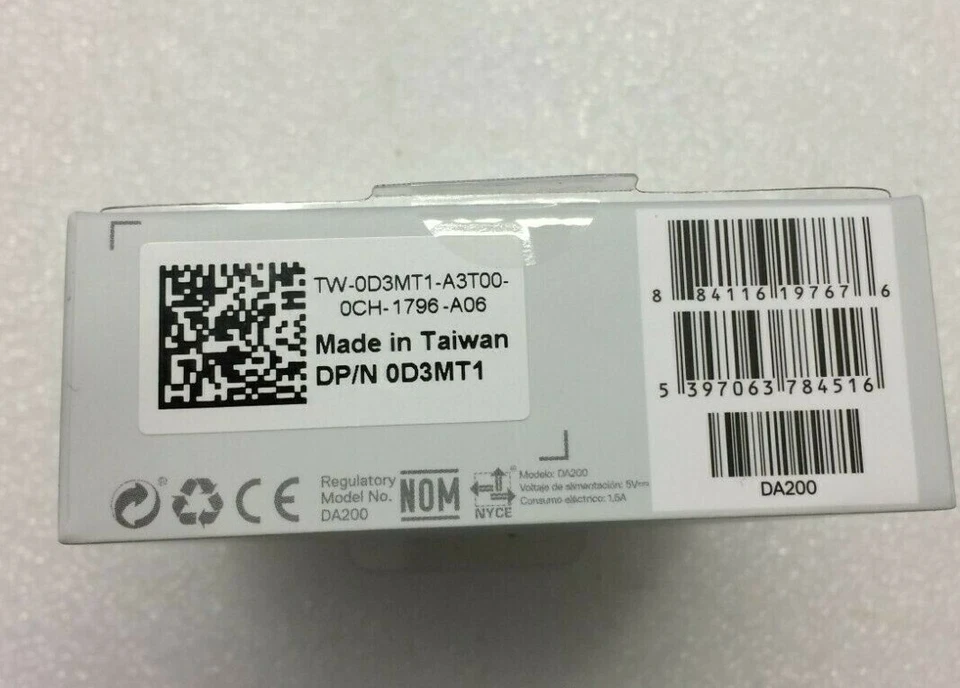 TW-0D3MT1-A3T00-
0CH-1796-A06
Made in Taiwan
DP/N 0D3MT1
8 84116 19767 6
5 397063 784516
DA200
Regulatory
Model No.
DA200
NOM
NYCE
Modelo: DA200
Voltaje de alimentación: 5V
Consumo eléctrico: 1,5A